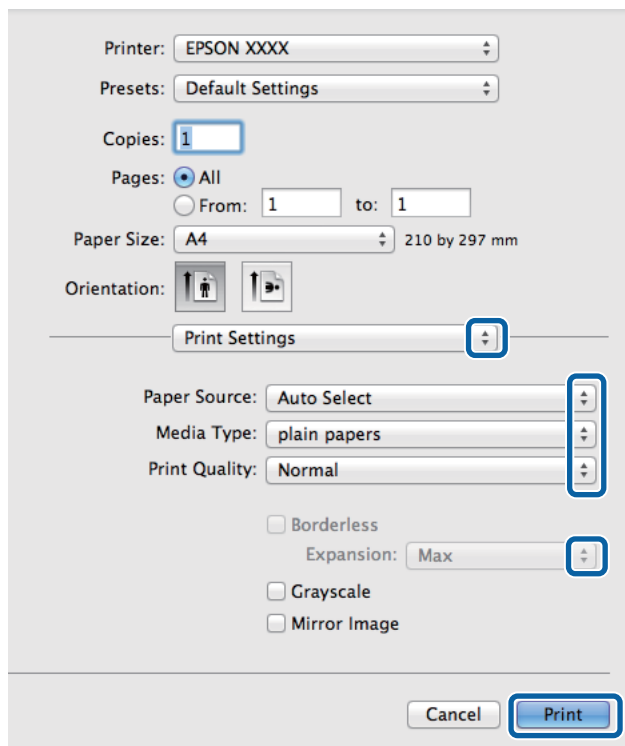 Printer: EPSON XXXX
Presets: Default Settings
Copies: 1
Pages: All
From: 1 to: 1
Paper Size: A4 210 by 297 mm
Orientation:
Print Settings
Paper Source: Auto Select
Media Type: plain papers
Print Quality: Normal
Borderless
Expansion: Max
Grayscale
Mirror Image
Cancel Print